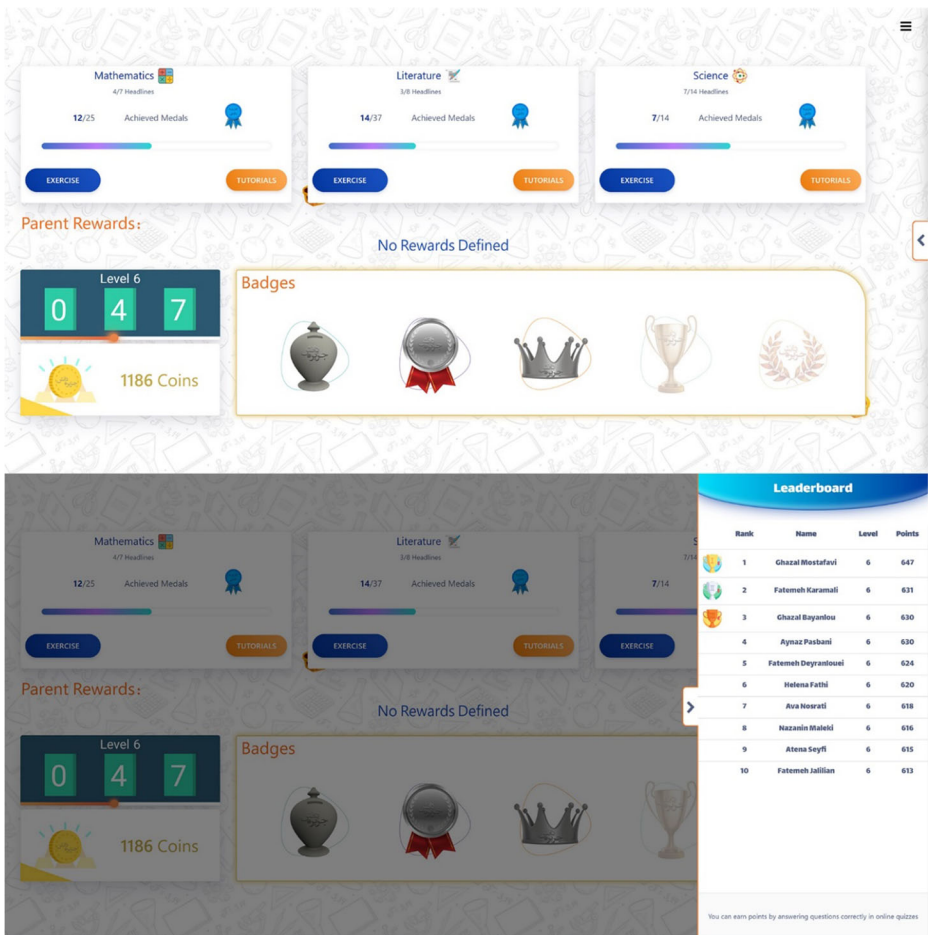 Mathematics
4/7 Headlines
12/25 Achieved Medals
EXERCISE TUTORIALS
Literature
3/8 Headlines
14/37 Achieved Medals
EXERCISE TUTORIALS
Science
7/14 Headlines
7/14 Achieved Medals
EXERCISE TUTORIALS
Parent Rewards:
No Rewards Defined
Level 6
0 4 7
1186 Coins
Badges
Mathematics
4/7 Headlines
12/25 Achieved Medals
EXERCISE TUTORIALS
Literature
3/8 Headlines
14/37 Achieved Medals
EXERCISE TUTORIALS
S
7/14
7/14
EXERCISE
Parent Rewards:
No Rewards Defined
Level 6
0 4 7
1186 Coins
Badges
Leaderboard
Rank Name Level Points
1 Ghazal Mostafavi 6 647
2 Fatemeh Karamali 6 631
3 Ghazal Bayanlou 6 630
4 Aynaz Pasbani 6 630
5 Fatemeh Deyranlouei 6 624
6 Helena Fathi 6 620
7 Ava Nosrati 6 618
8 Nazanin Maleki 6 616
9 Atena Seyfi 6 615
10 Fatemeh Jalilian 6 613
You can earn points by answering questions correctly in online quizzes